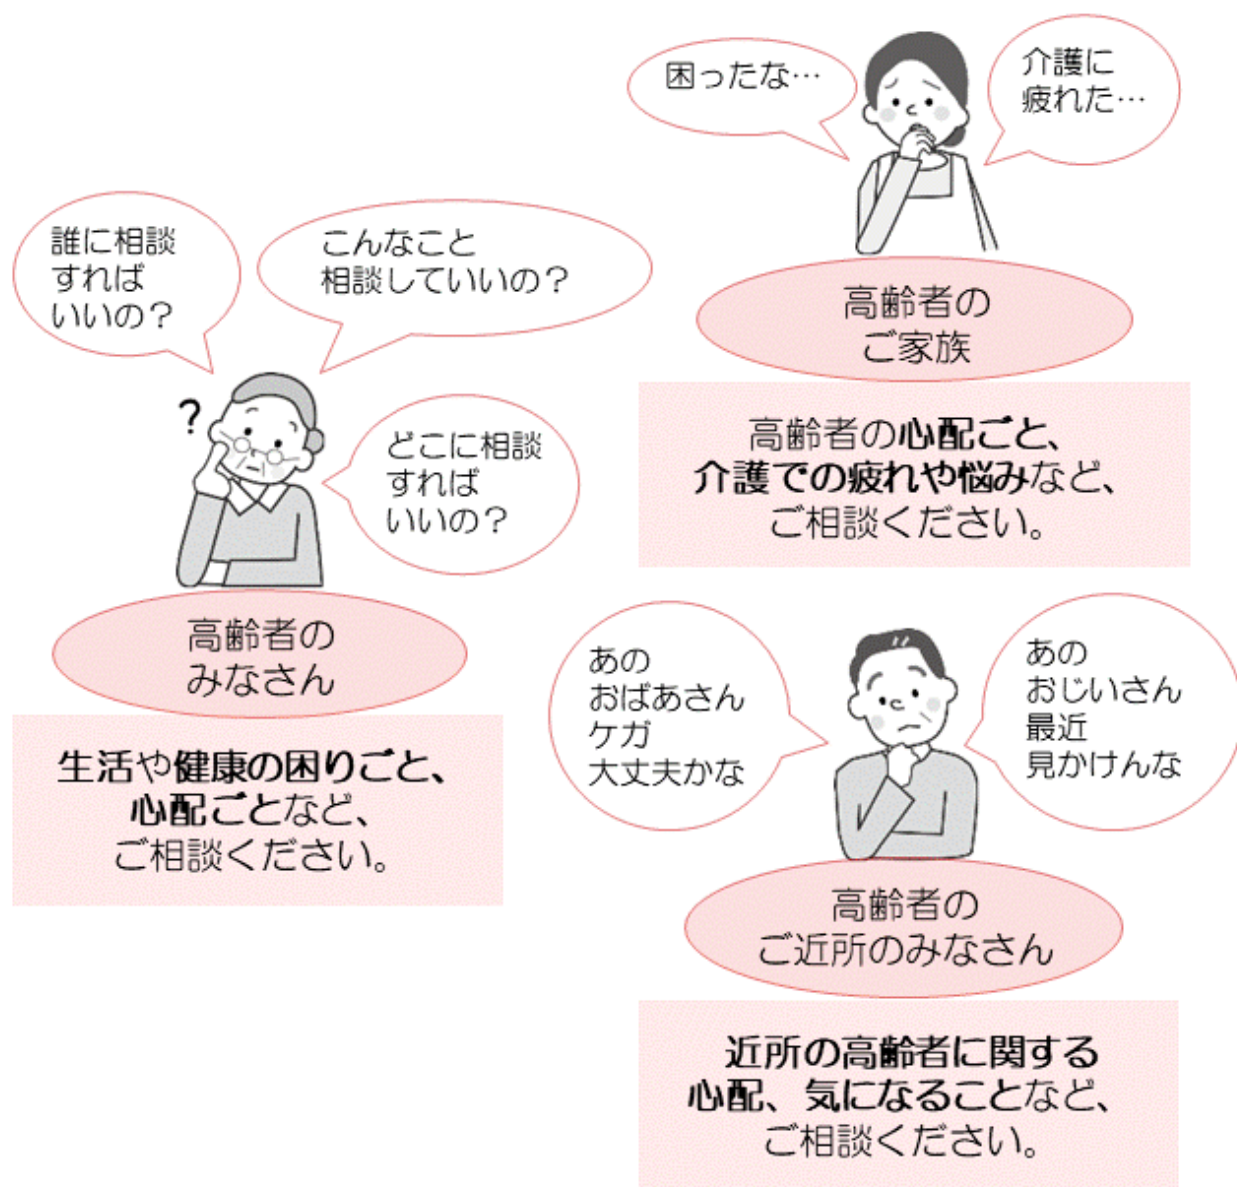 誰に相談
すれば
いいの？
こんなこと
相談していいの？
?
どこに相談
すれば
いいの？
高齢者の
みなさん
生活や健康の困りごと、
心配ごとなど、
ご相談ください。
困ったな…
介護に
疲れた…
高齢者の
ご家族
高齢者の心配ごと、
介護での疲れや悩みなど、
ご相談ください。
あの
おばあさん
ケガ
大丈夫かな
あの
おじいさん
最近
見かけんな
高齢者の
ご近所のみなさん
近所の高齢者に関する
心配、気になることなど、
ご相談ください。